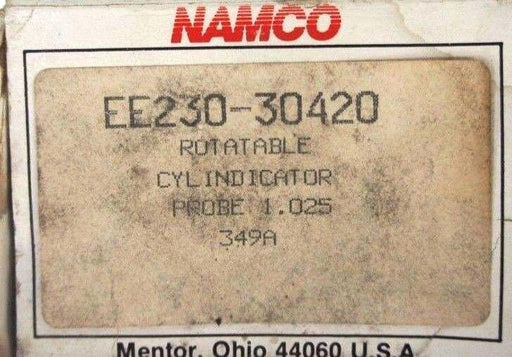 NAMCO
EE230-30420
ROTATABLE
CYLINDICATOR
PROBE 1.025
349A
Mentor, Ohio 44060 U.S.A.